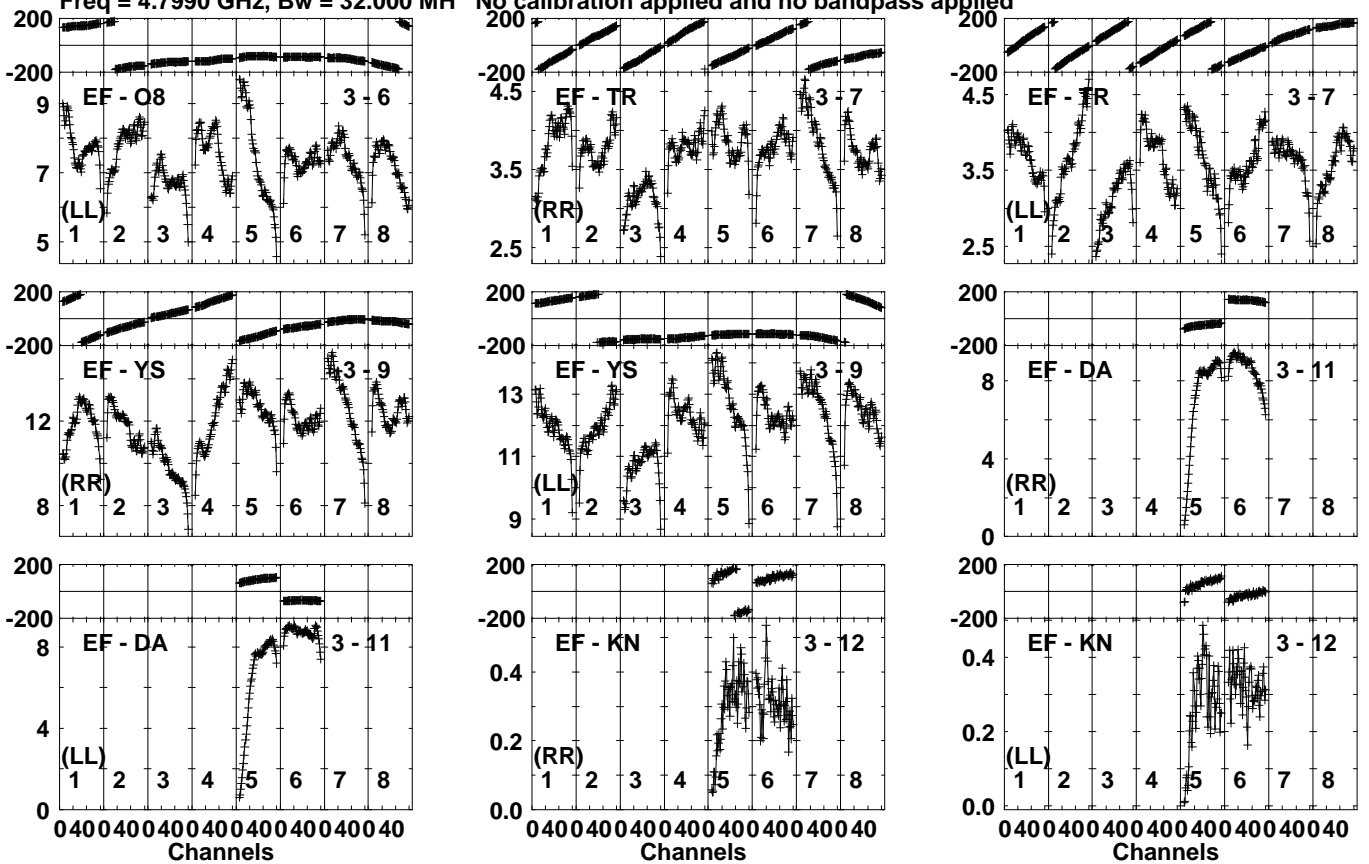 Freq = 4.7990 GHz, Bw = 32.000 MH No calibration applied and no bandpass applied
200
-200
EF - O8 3 - 6
9
7
5
(LL)
1 2 3 4 5 6 7 8
200
-200
EF - TR 3 - 7
4.5
3.5
2.5
(RR)
1 2 3 4 5 6 7 8
200
-200
EF - TR 3 - 7
4.5
3.5
2.5
(LL)
1 2 3 4 5 6 7 8
200
-200
EF - YS 3 - 9
12
8
(RR)
1 2 3 4 5 6 7 8
200
-200
EF - YS 3 - 9
13
11
9
(LL)
1 2 3 4 5 6 7 8
200
-200
EF - DA 3 - 11
8
4
0
(RR)
1 2 3 4 5 6 7 8
200
-200
EF - DA 3 - 11
8
4
0
(LL)
1 2 3 4 5 6 7 8
0 40 0 40 0 40 0 40 0 40 0 40 0 40 0 40
Channels
200
-200
EF - KN 3 - 12
0.4
0.2
0.0
(RR)
1 2 3 4 5 6 7 8
0 40 0 40 0 40 0 40 0 40 0 40 0 40 0 40
Channels
200
-200
EF - KN 3 - 12
0.4
0.2
0.0
(LL)
1 2 3 4 5 6 7 8
0 40 0 40 0 40 0 40 0 40 0 40 0 40 0 40
Channels